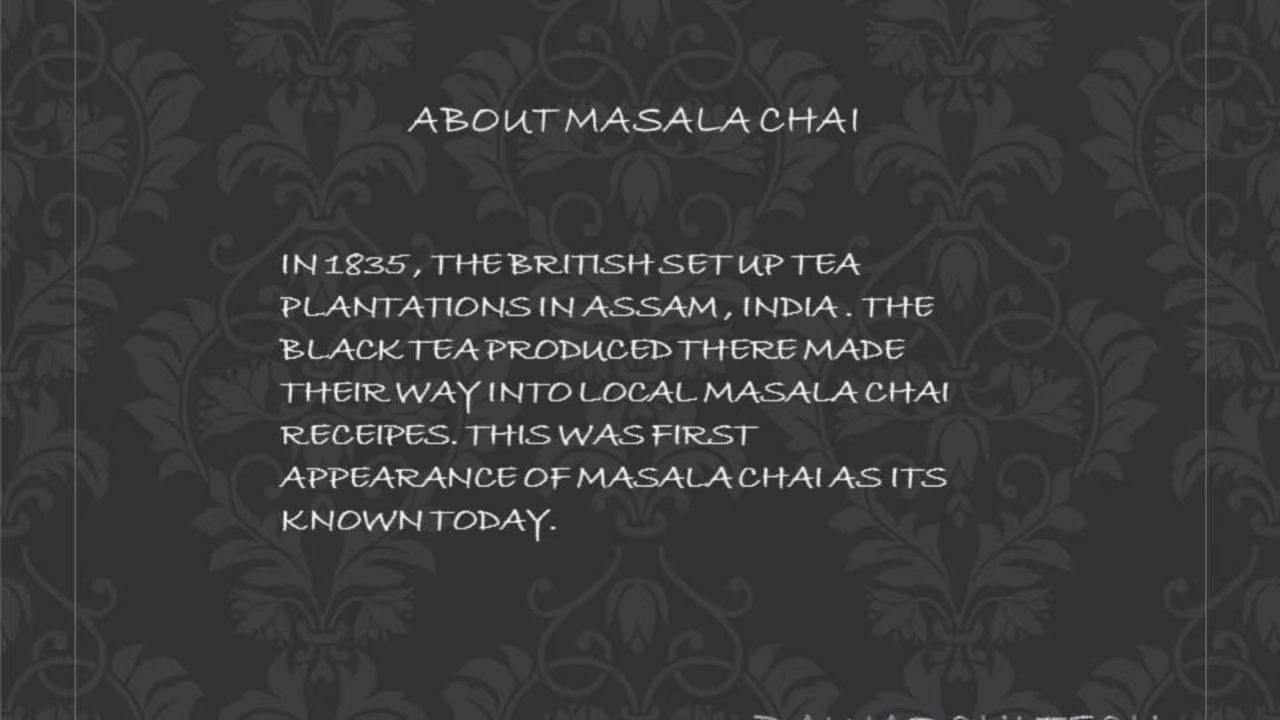 ABOUT MASALA CHAI
IN 1835 , THE BRITISH SET UP TEA
PLANTATIONS IN ASSAM , INDIA . THE
BLACK TEA PRODUCED THERE MADE
THEIR WAY INTO LOCAL MASALA CHAI
RECEIPES. THIS WAS FIRST
APPEARANCE OF MASALA CHAI AS ITS
KNOWN TODAY.